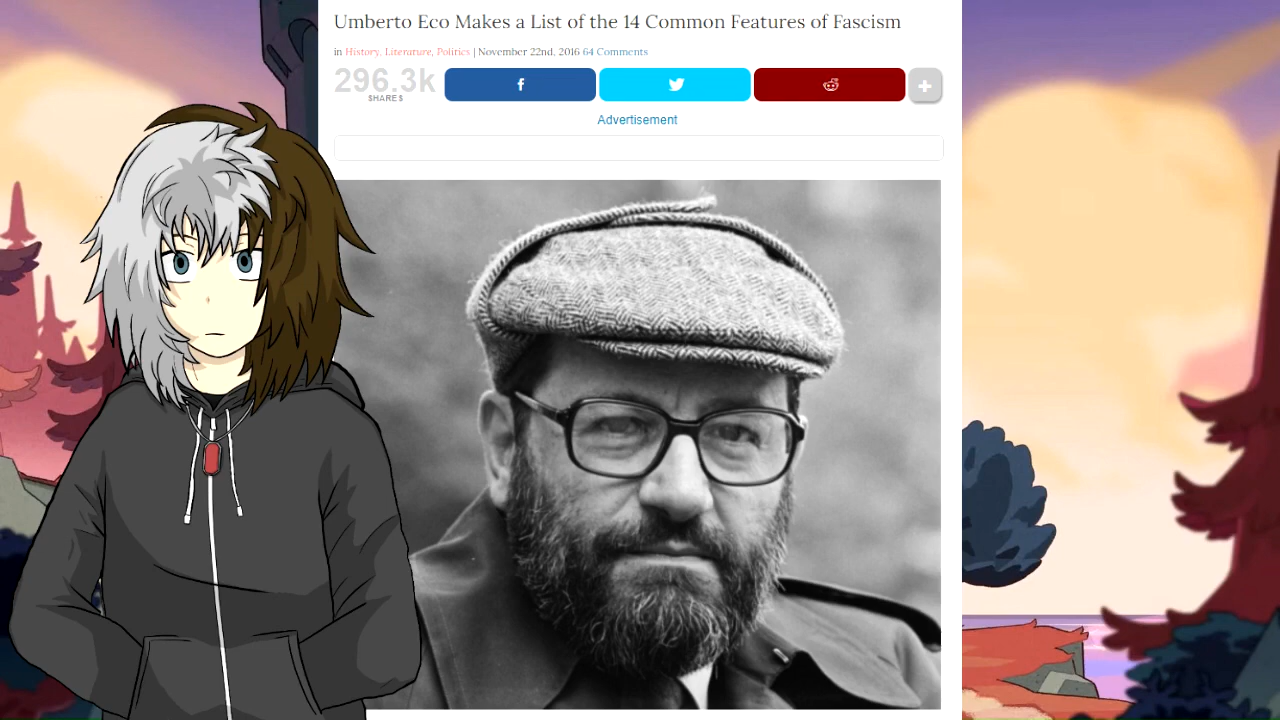 Umberto Eco Makes a List of the 14 Common Features of Fascism
in History, Literature, Politics | November 22nd, 2016 64 Comments
296.3k
SHARES
Advertisement